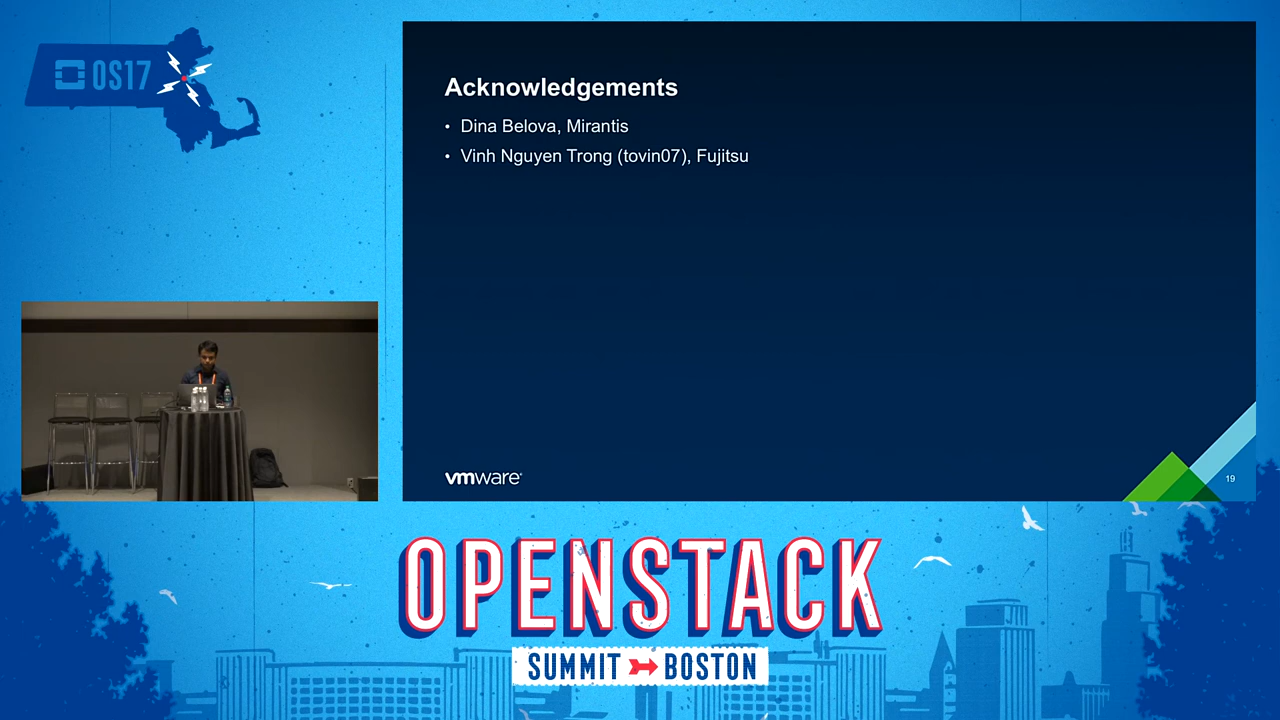 OS17
Acknowledgements
• Dina Belova, Mirantis
• Vinh Nguyen Trong (tovin07), Fujitsu
vmware®
19
OPENSTACK
SUMMIT BOSTON